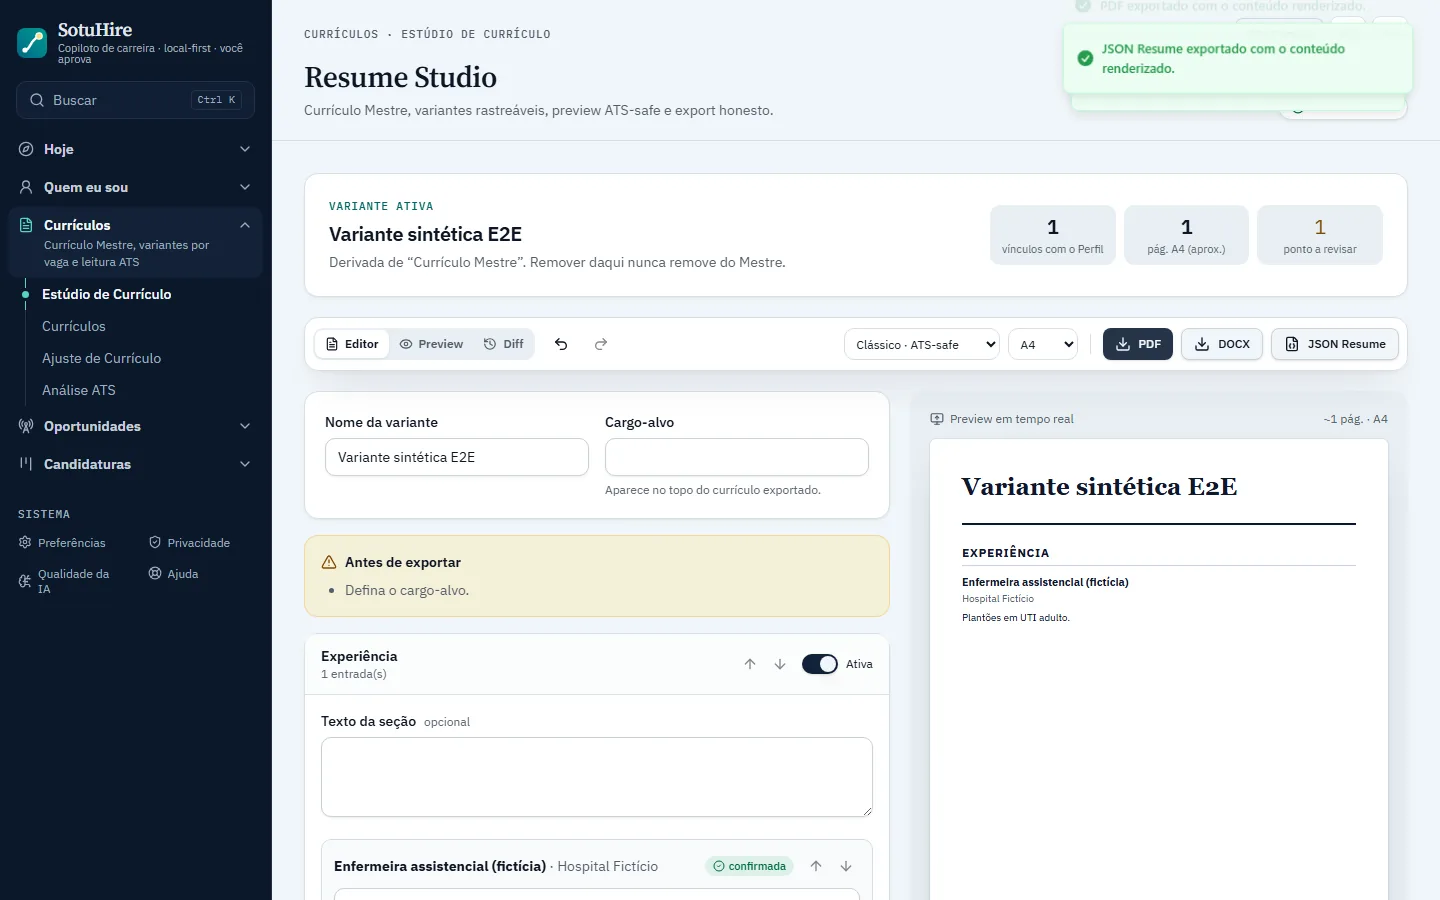 SotuHire
Copiloto de carreira · local-first · você
aprova
Buscar
Ctrl K
Hoje
Quem eu sou
Currículos
Currículo Mestre, variantes por
vaga e leitura ATS
Estúdio de Currículo
Currículos
Ajuste de Currículo
Análise ATS
Oportunidades
Candidaturas
SISTEMA
Preferências
Privacidade
Qualidade da
IA
Ajuda
CURRÍCULOS · ESTÚDIO DE CURRÍCULO
Resume Studio
Currículo Mestre, variantes rastreáveis, preview ATS-safe e export honesto.
PDF exportado com o conteúdo renderizado.
JSON Resume exportado com o conteúdo
renderizado.
VARIANTE ATIVA
Variante sintética E2E
Derivada de “Currículo Mestre”. Remover daqui nunca remove do Mestre.
1
vínculos com o Perfil
1
pág. A4 (aprox.)
1
ponto a revisar
Editor
Preview
Diff
Clássico · ATS-safe
A4
PDF
DOCX
JSON Resume
Nome da variante
Variante sintética E2E
Cargo-alvo
Aparece no topo do currículo exportado.
Antes de exportar
• Defina o cargo-alvo.
Experiência
1 entrada(s)
Ativa
Texto da seção opcional
Enfermeira assistencial (fictícia) · Hospital Fictício
confirmada
Preview em tempo real
~1 pág. · A4
Variante sintética E2E
EXPERIÊNCIA
Enfermeira assistencial (fictícia)
Hospital Fictício
Plantões em UTI adulto.